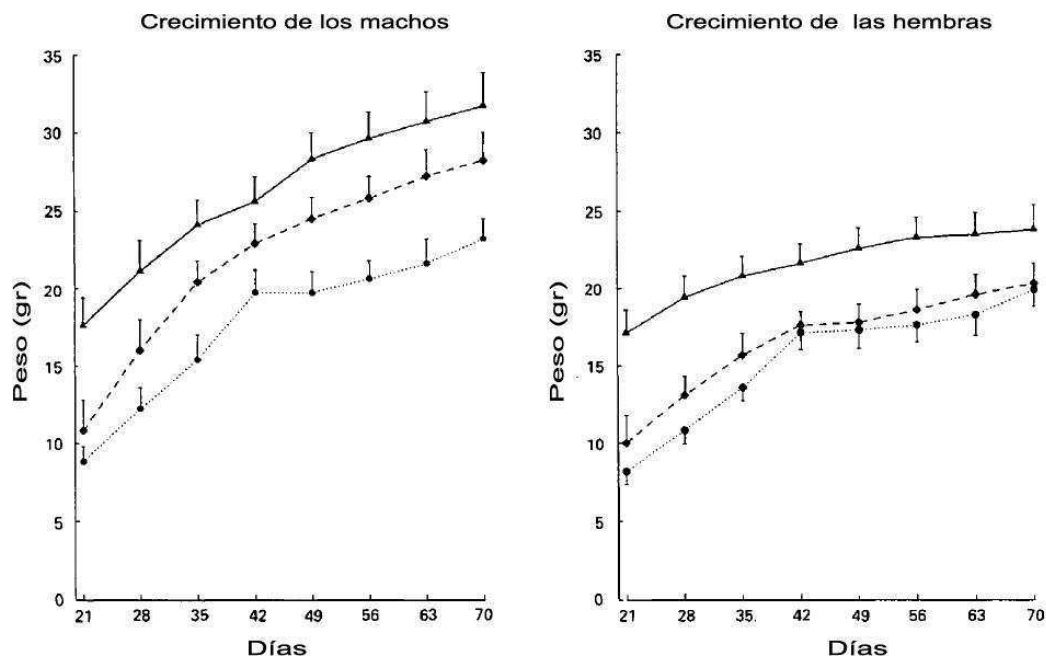 Crecimiento de los machos
35
30
25
20
15
10
5
0
Peso (gr)
21 28 35 42 49 56 63 70
Días
Crecimiento de las hembras
35
30
25
20
15
10
5
0
Peso (gr)
21 28 35. 42 49 56 63 70
Días